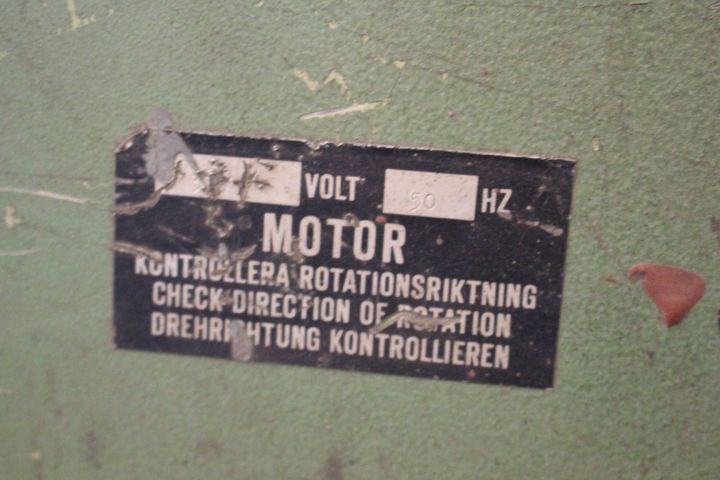 VOLT 50 HZ
MOTOR
KONTROLLERA ROTATIONSRIKTNING
CHECK DIRECTION OF ROTATION
DREHRICHTUNG KONTROLLIEREN